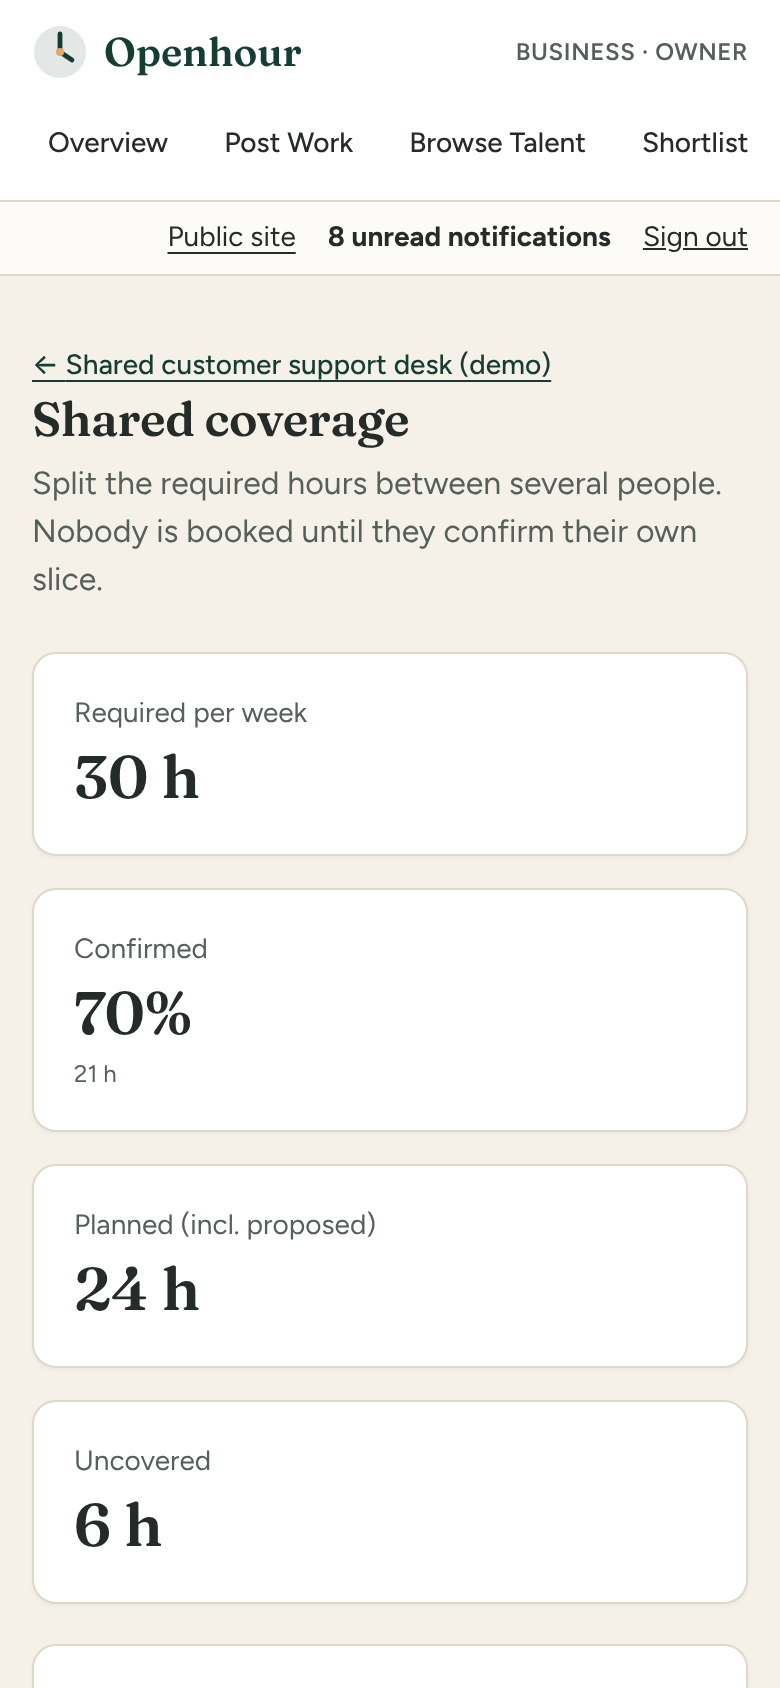 Openhour
BUSINESS · OWNER
Overview Post Work Browse Talent Shortlist
Public site 8 unread notifications Sign out
← Shared customer support desk (demo)
Shared coverage
Split the required hours between several people.
Nobody is booked until they confirm their own
slice.
Required per week
30 h
Confirmed
70%
21 h
Planned (incl. proposed)
24 h
Uncovered
6 h